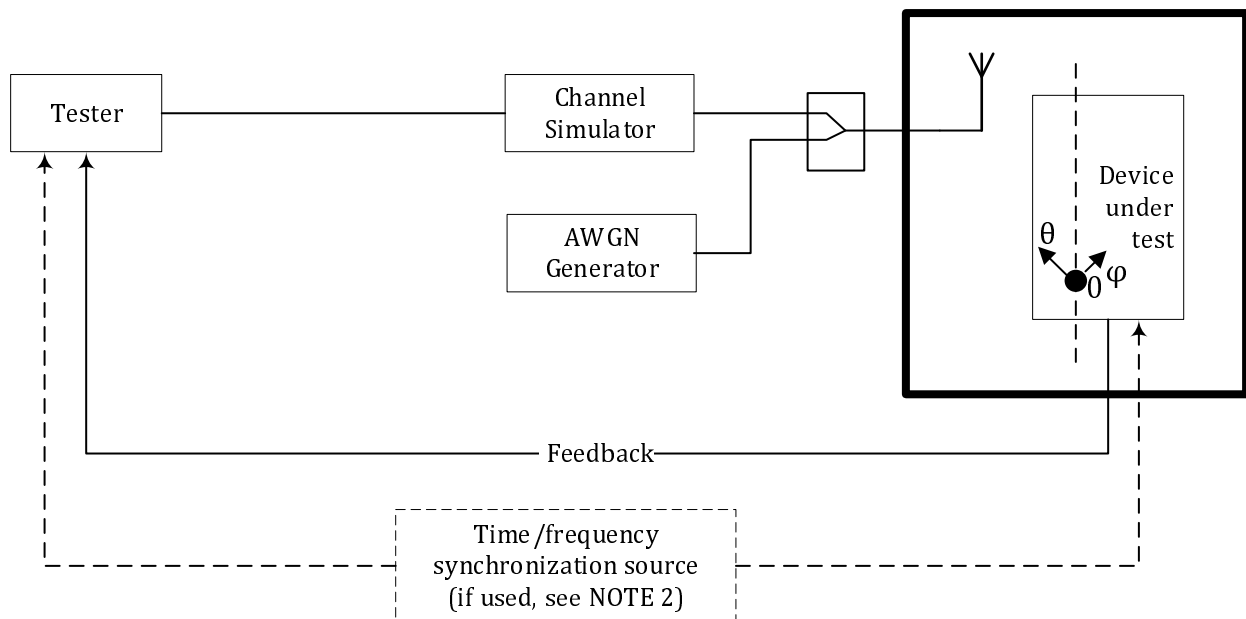 Tester
Channel
Simulator
AWGN
Generator
Device
under
test
θ
φ
0
Feedback
Time/frequency
synchronization source
(if used, see NOTE 2)